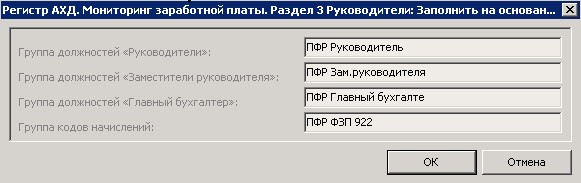 Регистр АХД. Мониторинг заработной платы. Раздел 3 Руководители: Заполнить на основан...
Группа должностей «Руководители»: ПФР Руководитель
Группа должностей «Заместители руководителя»: ПФР Зам.руководителя
Группа должностей «Главный бухгалтер»: ПФР Главный бухгалте
Группа кодов начислений: ПФР ФЗП 922
ОК Отмена